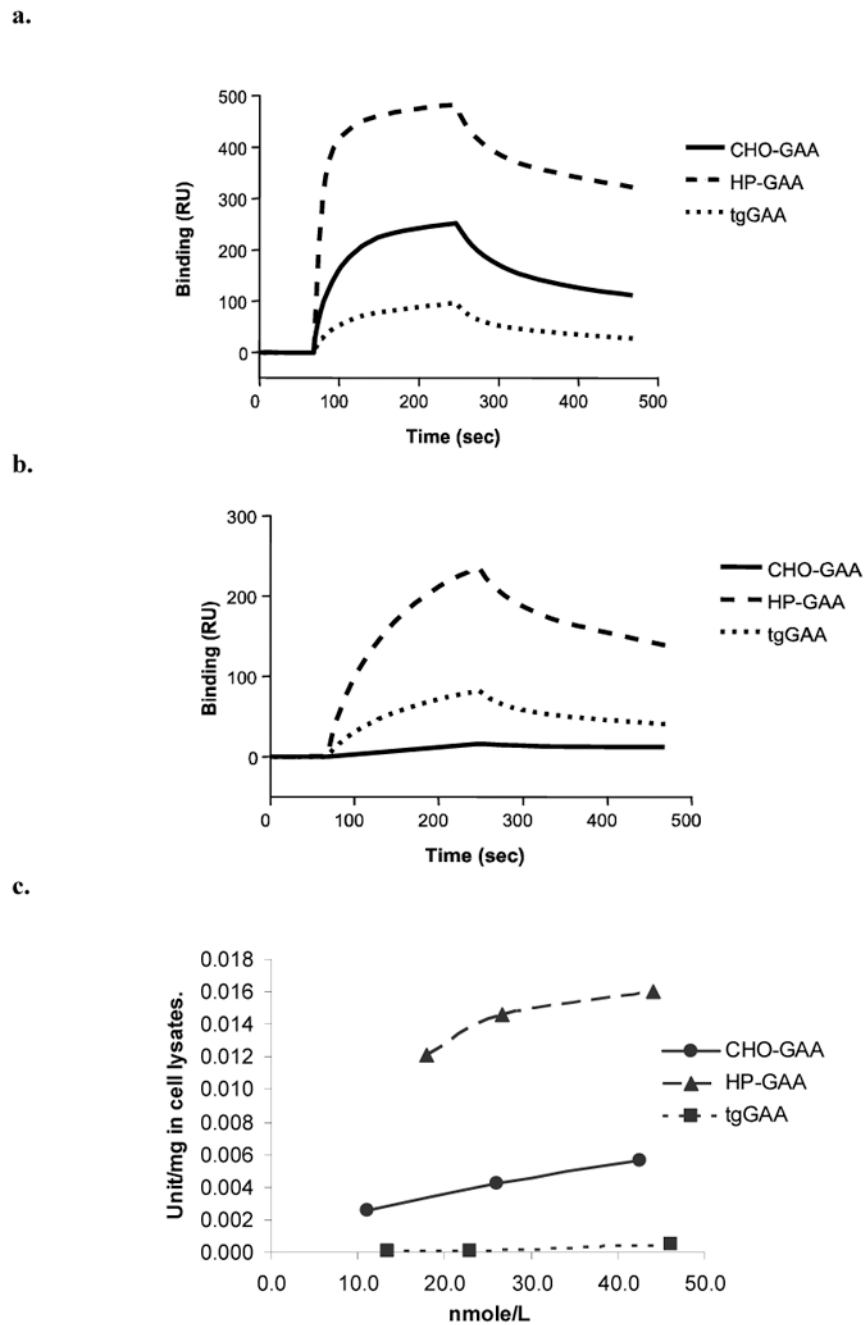 a.
500
400
300
200
100
0
Binding (RU)
0 100 200 300 400 500
Time (sec)
CHO-GAA
HP-GAA
tgGAA
b.
300
200
100
0
Binding (RU)
0 100 200 300 400 500
Time (sec)
CHO-GAA
HP-GAA
tgGAA
c.
0.018
0.016
0.014
0.012
0.010
0.008
0.006
0.004
0.002
0.000
Unit/mg in cell lysates.
0.0 10.0 20.0 30.0 40.0 50.0
nmole/L
CHO-GAA
HP-GAA
tgGAA